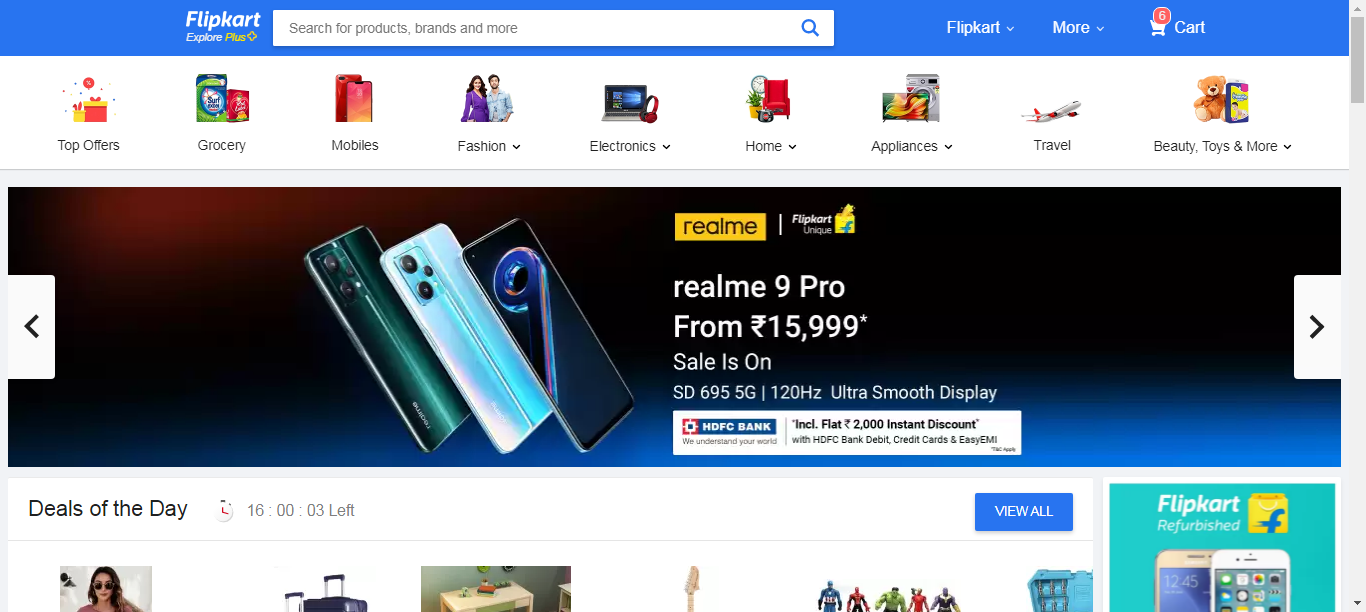 Flipkart
Explore Plus
Search for products, brands and more
Flipkart
More
6
Cart
Top Offers
Grocery
Mobiles
Fashion
Electronics
Home
Appliances
Travel
Beauty, Toys & More
Surf excel
realme
Flipkart
Unique
realme 9 Pro
From ₹15,999*
Sale Is On
SD 695 5G | 120Hz Ultra Smooth Display
HDFC BANK
We understand your world
*Incl. Flat ₹ 2,000 Instant Discount*
with HDFC Bank Debit, Credit Cards & EasyEMI
*T&C Apply
realme
Deals of the Day
16 : 00 : 03 Left
VIEW ALL
Flipkart
Refurbished
12:45